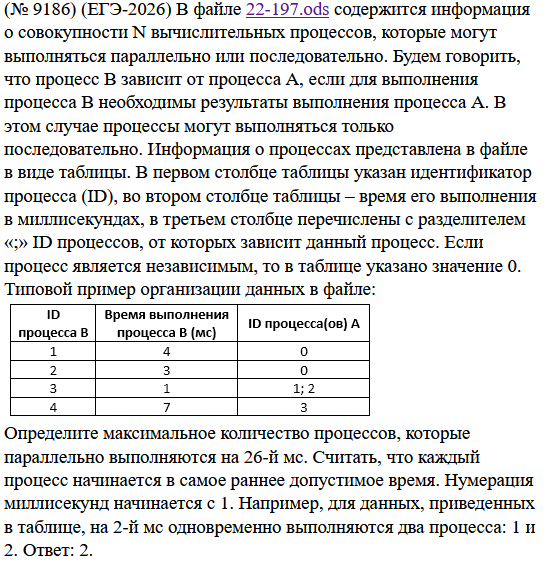 (№ 9186) (ЕГЭ-2026) В файле 22-197.ods содержится информация
о совокупности N вычислительных процессов, которые могут
выполняться параллельно или последовательно. Будем говорить,
что процесс B зависит от процесса A, если для выполнения
процесса B необходимы результаты выполнения процесса A. В
этом случае процессы могут выполняться только
последовательно. Информация о процессах представлена в файле
в виде таблицы. В первом столбце таблицы указан идентификатор
процесса (ID), во втором столбце таблицы – время его выполнения
в миллисекундах, в третьем столбце перечислены с разделителем
«;» ID процессов, от которых зависит данный процесс. Если
процесс является независимым, то в таблице указано значение 0.
Типовой пример организации данных в файле:
ID процесса B Время выполнения процесса B (мс) ID процесса(ов) A
1 4 0
2 3 0
3 1 1; 2
4 7 3
Определите максимальное количество процессов, которые
параллельно выполняются на 26-й мс. Считать, что каждый
процесс начинается в самое раннее допустимое время. Нумерация
миллисекунд начинается с 1. Например, для данных, приведенных
в таблице, на 2-й мс одновременно выполняются два процесса: 1 и
2. Ответ: 2.